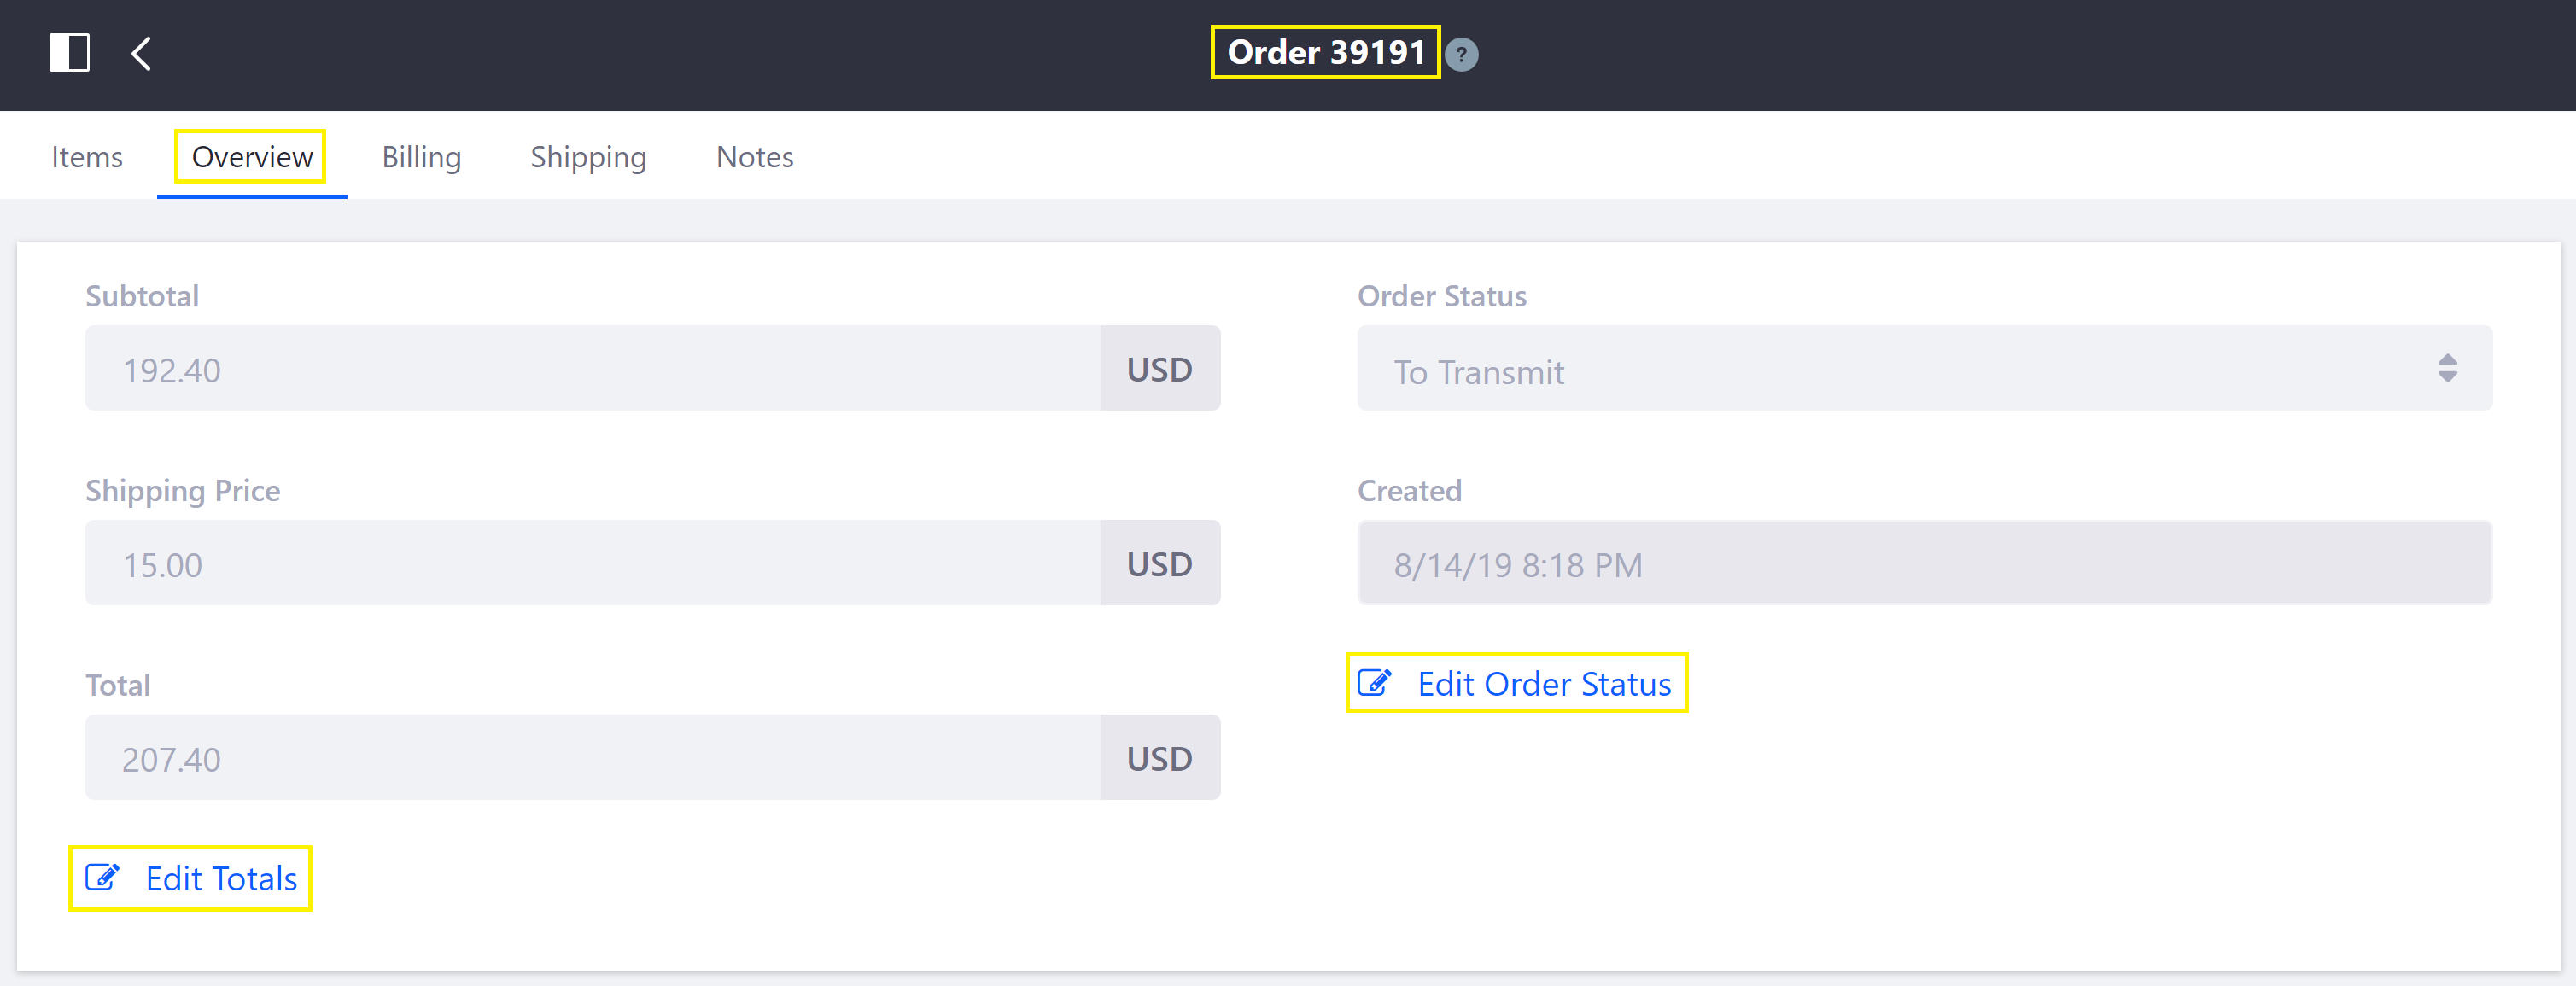 Order 39191 ?
Items Overview Billing Shipping Notes
Subtotal
192.40 USD
Order Status
To Transmit
Shipping Price
15.00 USD
Created
8/14/19 8:18 PM
Total
207.40 USD
Edit Order Status
Edit Totals